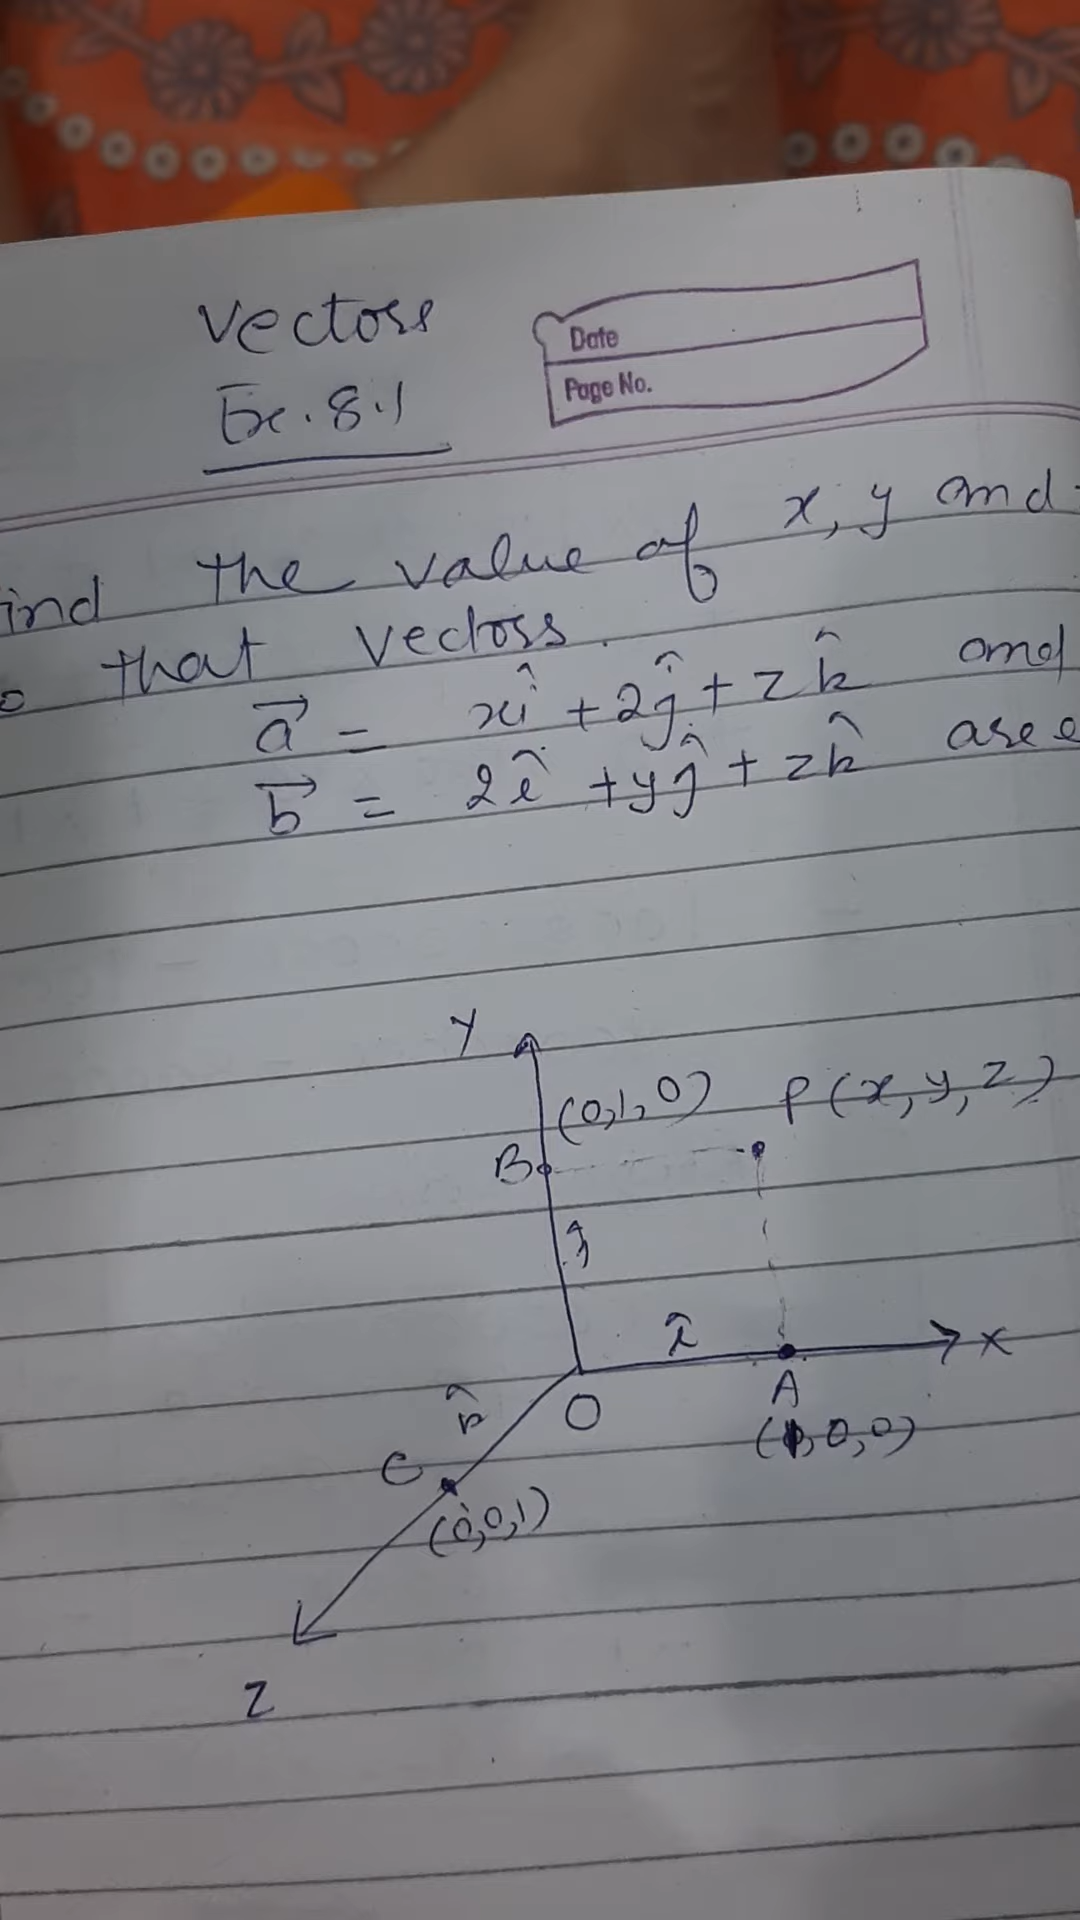 Vectors
Date
Ex. 8.1
Page No.
ind the value of x, y and
that vectors
a⃗ = xî + 2ĵ + zk̂ and
b⃗ = 2î + yĵ + zk̂ are e
Y
(0,1,0) P(x,y,z)
B
ĵ
î
X
k̂
O
A
(1,0,0)
C
(0,0,1)
Z